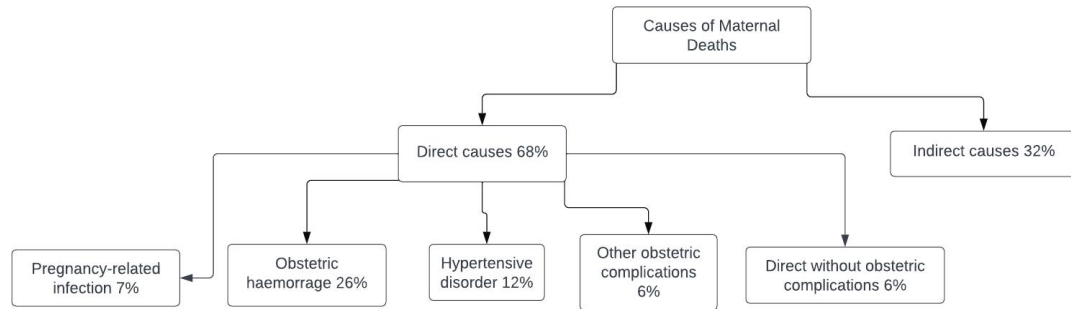 Causes of Maternal
Deaths
Direct causes 68%
Indirect causes 32%
Pregnancy-related
infection 7%
Obstetric
haemorrage 26%
Hypertensive
disorder 12%
Other obstetric
complications
6%
Direct without obstetric
complications 6%